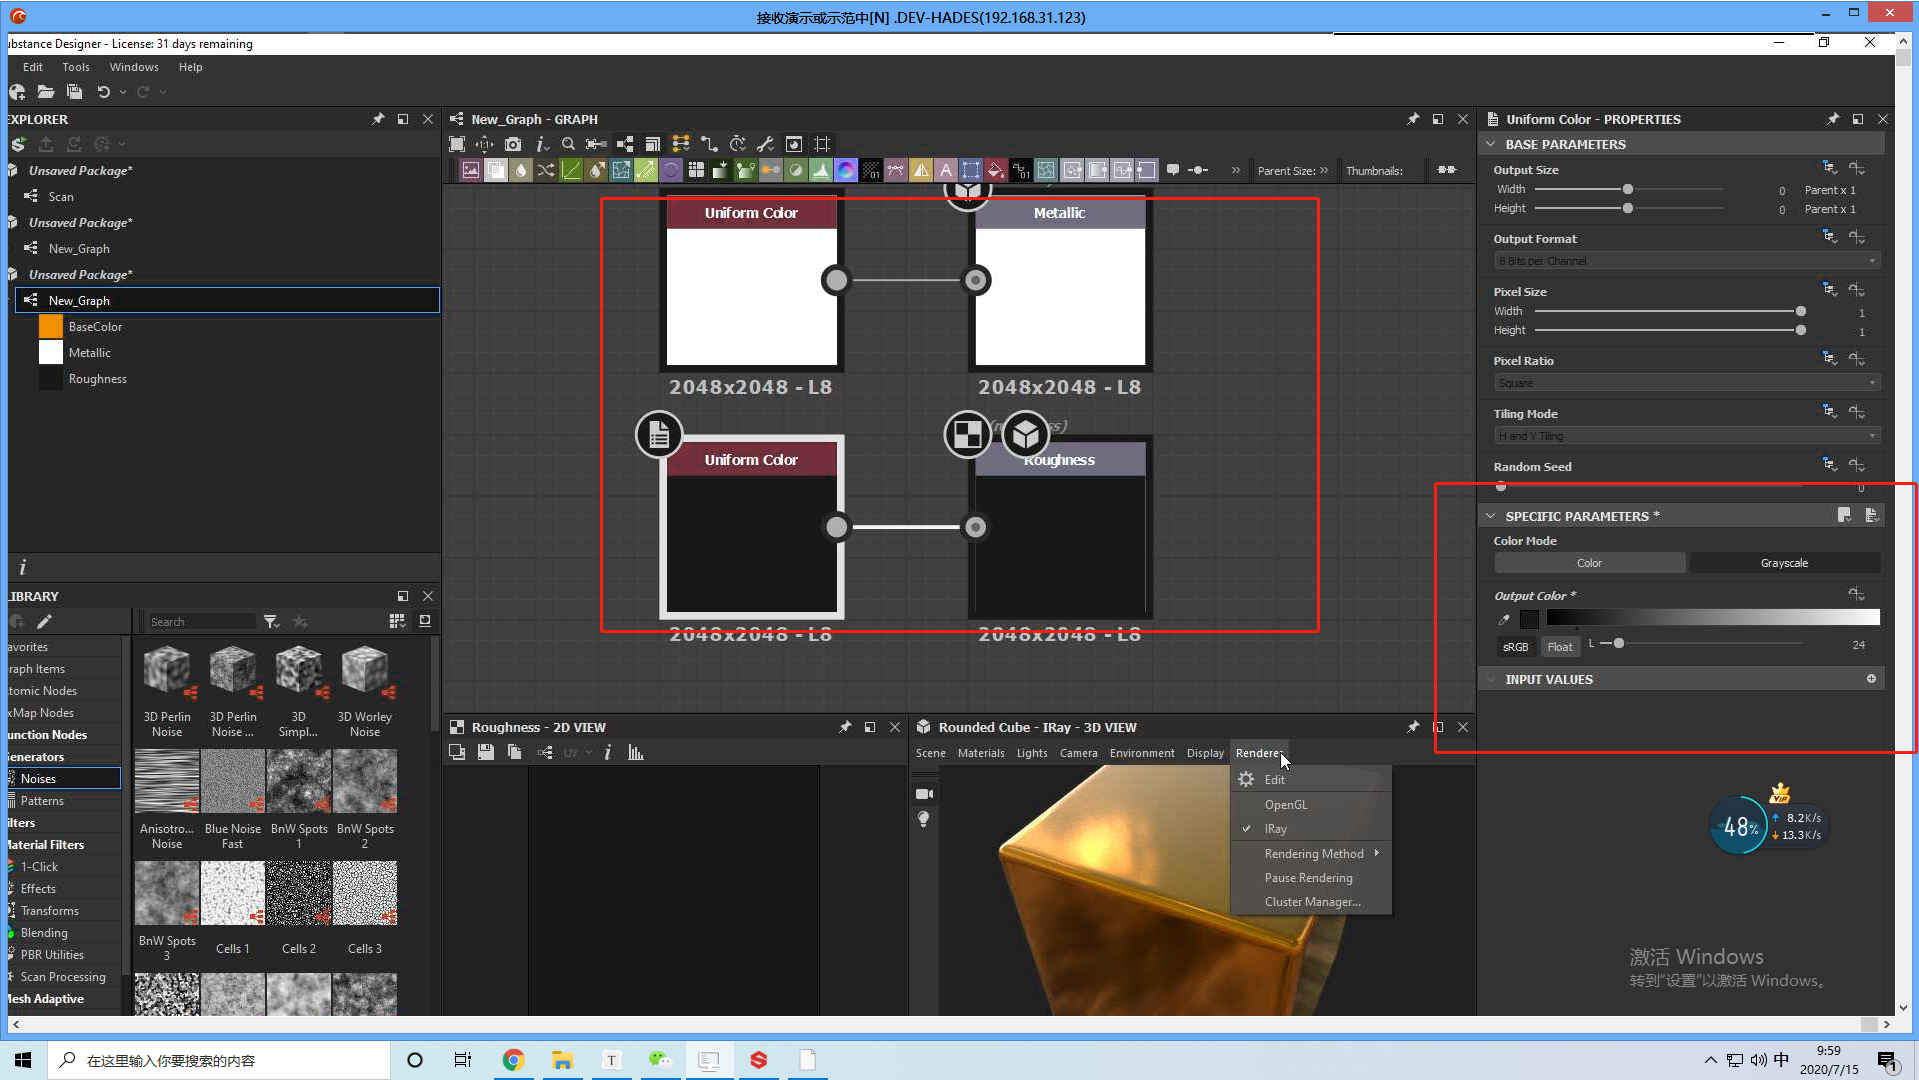 接收演示或示范中[N] .DEV-HADES(192.168.31.123)
ubstance Designer - License: 31 days remaining
Edit Tools Windows Help
EXPLORER
Unsaved Package*
Scan
Unsaved Package*
New_Graph
Unsaved Package*
New_Graph
BaseColor
Metallic
Roughness
LIBRARY
Search
avorites
raph Items
tomic Nodes
xMap Nodes
unction Nodes
enerators
Noises
Patterns
ilters
Material Filters
1-Click
Effects
Transforms
Blending
PBR Utilities
Scan Processing
Mesh Adaptive
3D Perlin Noise
3D Perlin Noise ...
3D Simpl...
3D Worley Noise
Anisotro... Noise
Blue Noise Fast
BnW Spots 1
BnW Spots 2
BnW Spots 3
Cells 1
Cells 2
Cells 3
New_Graph - GRAPH
Parent Size: »
Thumbnails:
Uniform Color
Metallic
2048x2048 - L8
2048x2048 - L8
Uniform Color
Roughness
2048x2048 - L8
2048x2048 - L8
Roughness - 2D VIEW
UV
Rounded Cube - IRay - 3D VIEW
Scene Materials Lights Camera Environment Display Renderer
Edit
OpenGL
IRay
Rendering Method
Pause Rendering
Cluster Manager...
Uniform Color - PROPERTIES
BASE PARAMETERS
Output Size
Width 0 Parent x 1
Height 0 Parent x 1
Output Format
8 Bits per Channel
Pixel Size
Width 1
Height 1
Pixel Ratio
Square
Tiling Mode
H and V Tiling
Random Seed
0
SPECIFIC PARAMETERS *
Color Mode
Color Grayscale
Output Color *
sRGB Float L 24
INPUT VALUES
VIP
48%
8.2K/s
13.3K/s
激活 Windows
转到“设置”以激活 Windows。
在这里输入你要搜索的内容
中
9:59
2020/7/15
1